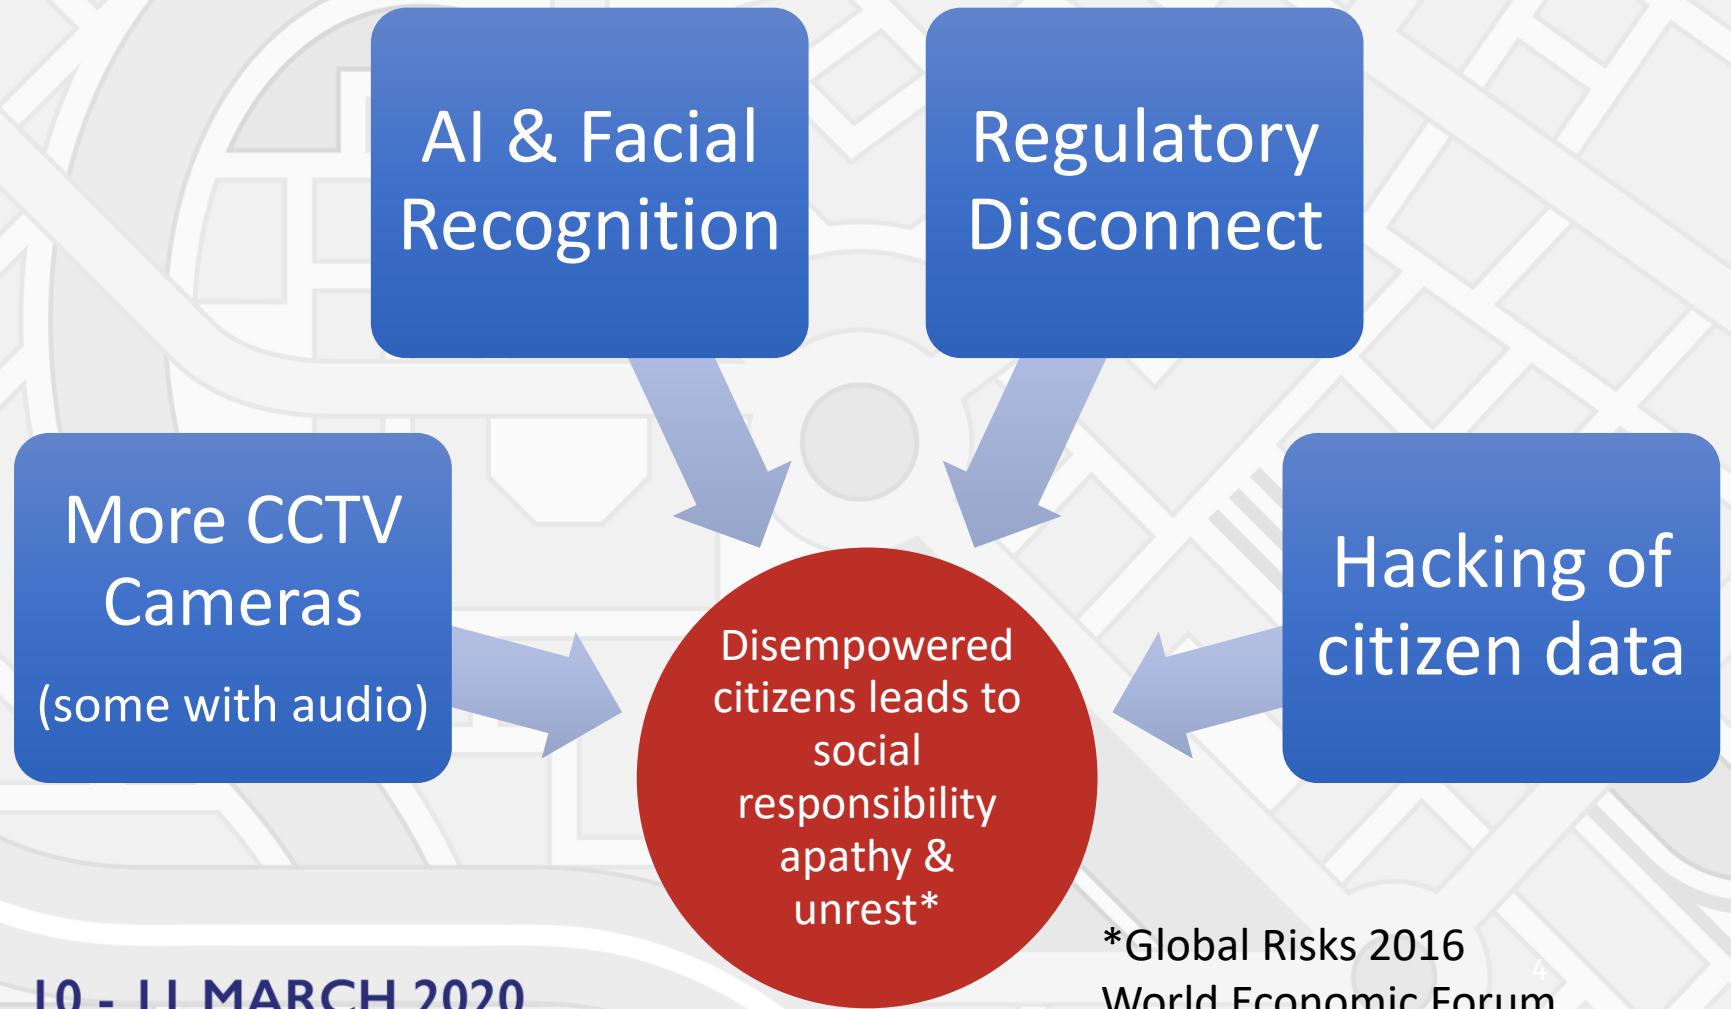 AI & Facial
Recognition
Regulatory
Disconnect
More CCTV
Cameras
(some with audio)
Hacking of
citizen data
Disempowered
citizens leads to
social
responsibility
apathy &
unrest*
*Global Risks 2016
World Economic Forum
4
10 - 11 MARCH 2020